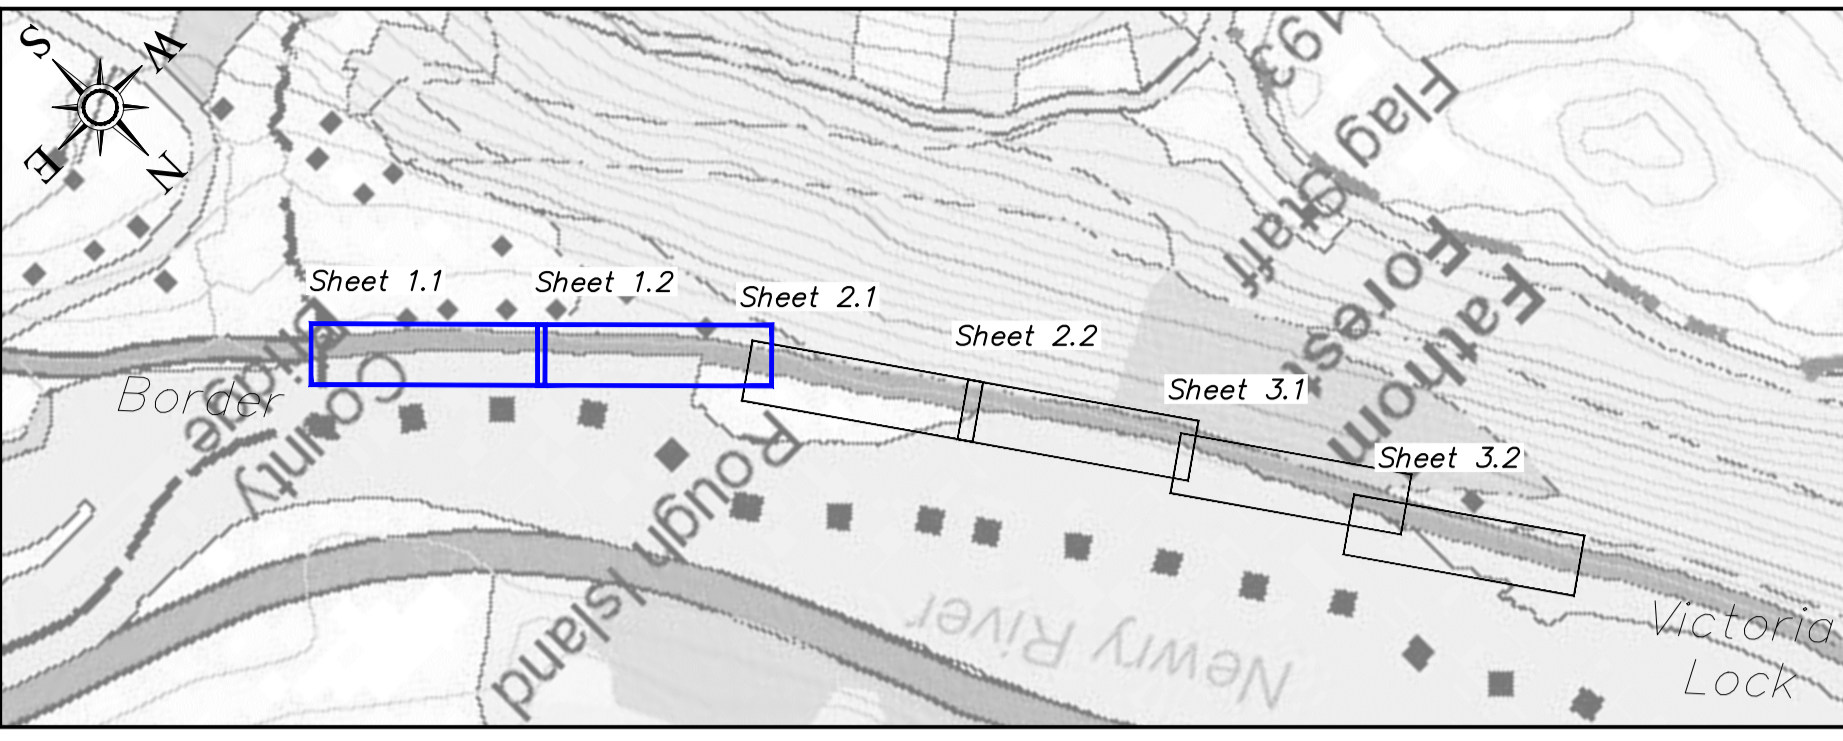 S
W
E
N
193
Flag Staff
Fathom
Forest
Sheet 1.1
Sheet 1.2
Sheet 2.1
Sheet 2.2
Sheet 3.1
Sheet 3.2
Border
County
Bridge
Rough Island
Newry River
Victoria
Lock